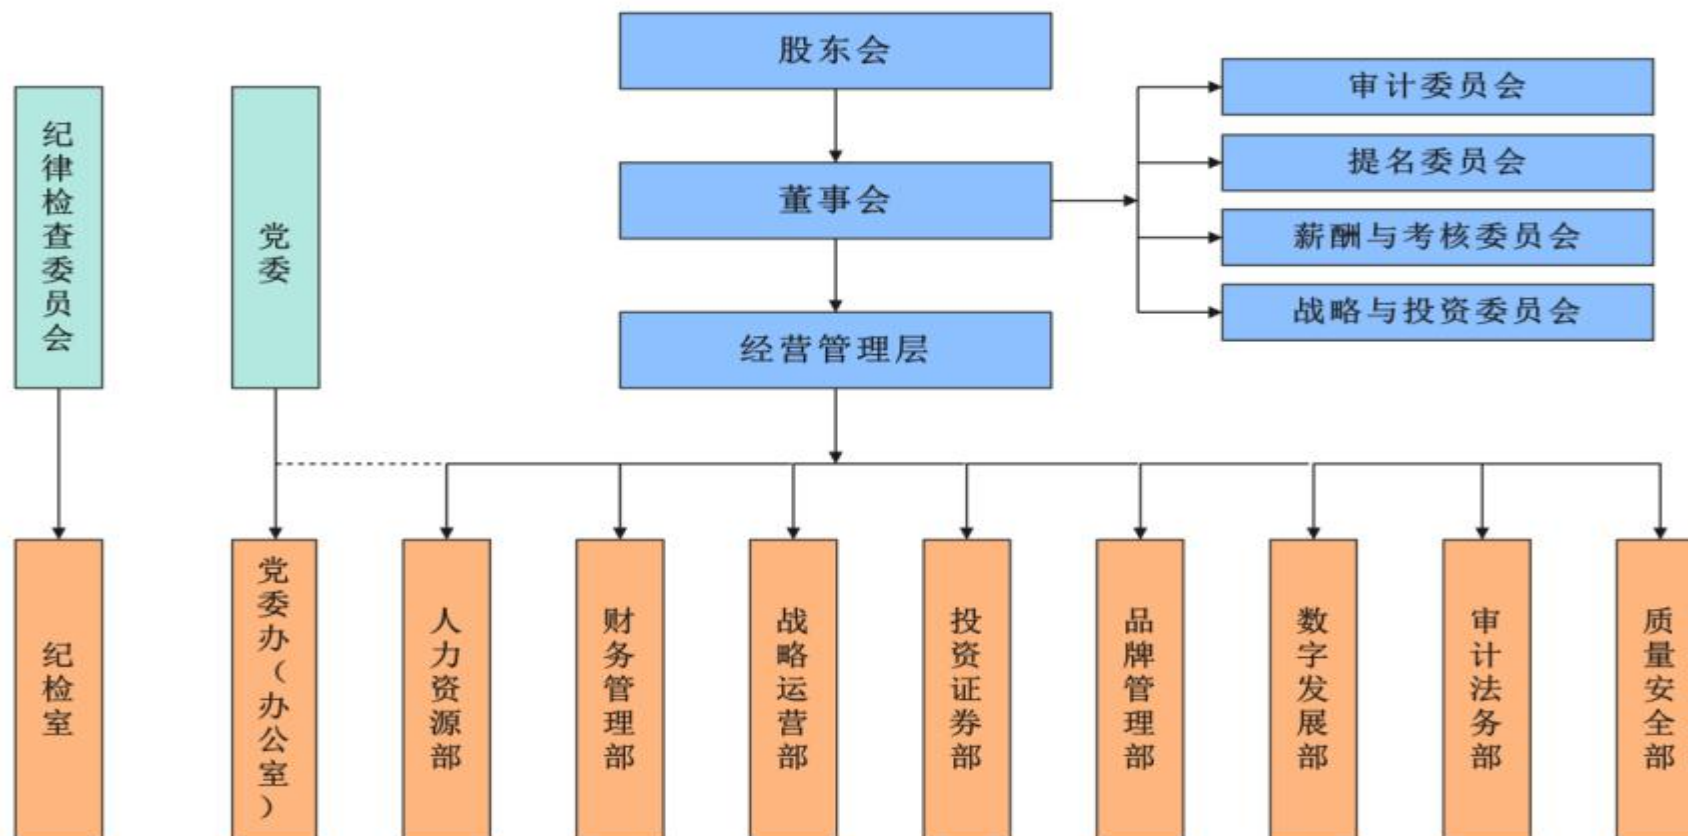 股东会
审计委员会
提名委员会
董事会
薪酬与考核委员会
战略与投资委员会
经营管理层
纪律检查委员会
党委
纪检室
党委办（办公室）
人力资源部
财务管理部
战略运营部
投资证券部
品牌管理部
数字发展部
审计法务部
质量安全部